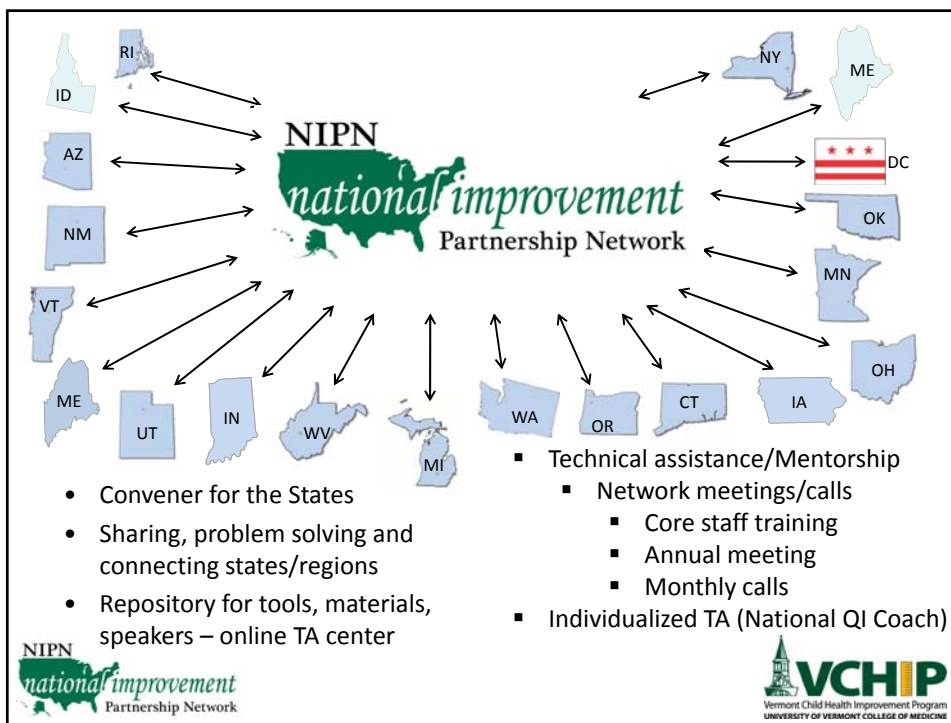 RI
NY
ME
ID
NIPN
national improvement
Partnership Network
AZ
DC
NM
OK
MN
VT
ME
UT
IN
WV
MI
WA
OR
CT
IA
OH
• Convener for the States
• Sharing, problem solving and
connecting states/regions
• Repository for tools, materials,
speakers – online TA center
▪ Technical assistance/Mentorship
▪ Network meetings/calls
▪ Core staff training
▪ Annual meeting
▪ Monthly calls
▪ Individualized TA (National QI Coach)
NIPN
national improvement
Partnership Network
VCHIP
Vermont Child Health Improvement Program
UNIVERSITY OF VERMONT COLLEGE OF MEDICINE